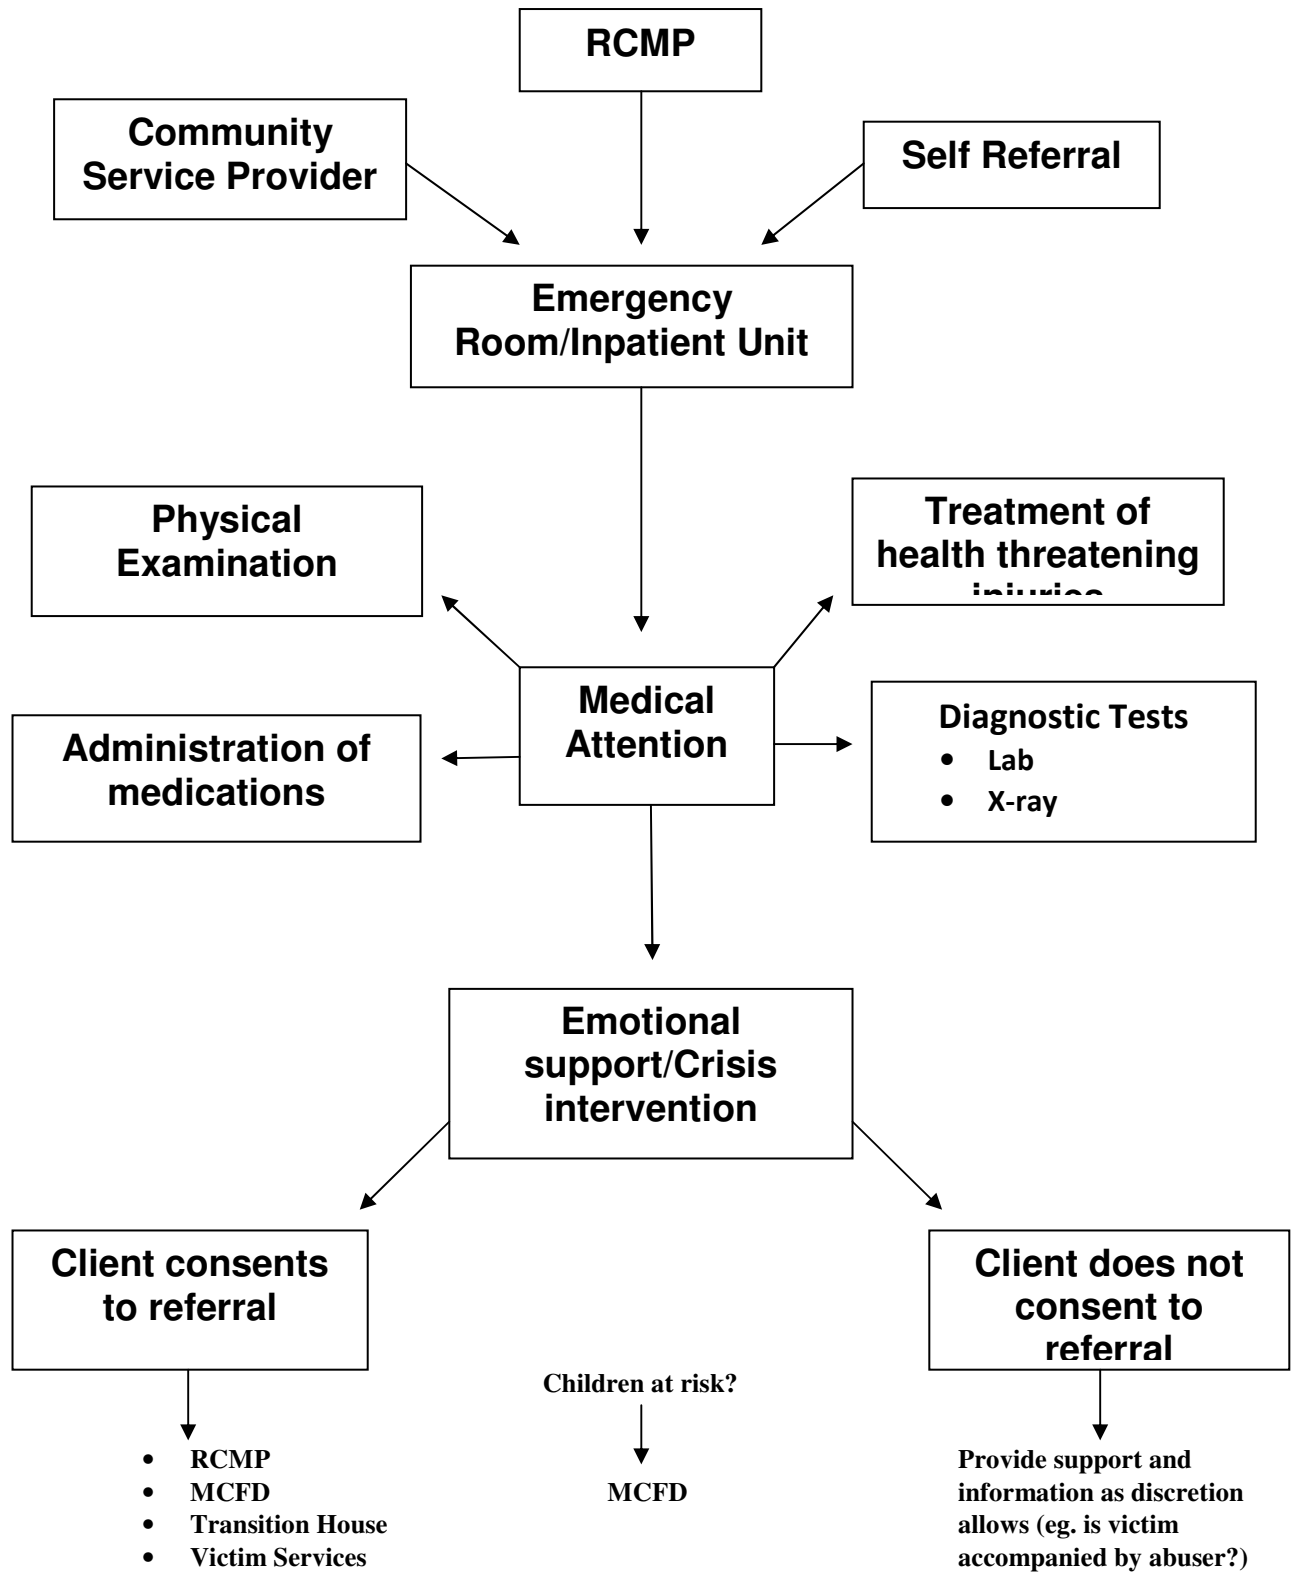 RCMP
Community
Service Provider
Self Referral
Emergency
Room/Inpatient Unit
Physical
Examination
Treatment of
health threatening
injuries
Medical
Attention
Administration of
medications
Diagnostic Tests
• Lab
• X-ray
Emotional
support/Crisis
intervention
Client consents
to referral
Client does not
consent to
referral
Children at risk?
• RCMP
• MCFD
• Transition House
• Victim Services
MCFD
Provide support and
information as discretion
allows (eg. is victim
accompanied by abuser?)